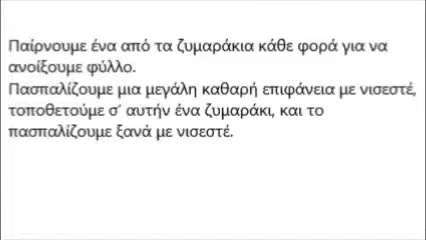 Παίρνουμε ένα από τα ζυμαράκια κάθε φορά για να
ανοίξουμε φύλλο.
Πασπαλίζουμε μια μεγάλη καθαρή επιφάνεια με νισεστέ,
τοποθετούμε σ΄ αυτήν ένα ζυμαράκι, και το
πασπαλίζουμε ξανά με νισεστέ.